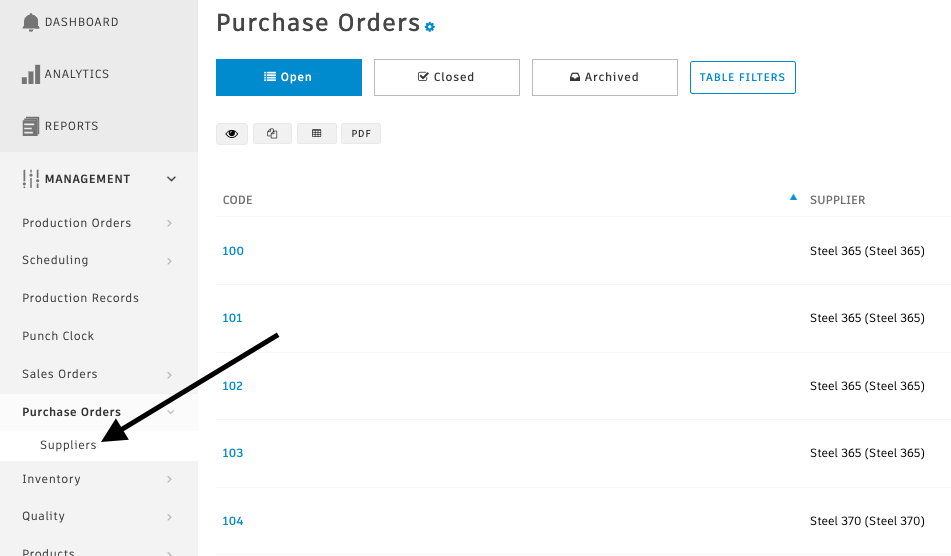 DASHBOARD
ANALYTICS
REPORTS
MANAGEMENT
Production Orders
Scheduling
Production Records
Punch Clock
Sales Orders
Purchase Orders
Suppliers
Inventory
Quality
Products
Purchase Orders
Open Closed Archived TABLE FILTERS
PDF
CODE SUPPLIER
100 Steel 365 (Steel 365)
101 Steel 365 (Steel 365)
102 Steel 365 (Steel 365)
103 Steel 365 (Steel 365)
104 Steel 370 (Steel 370)